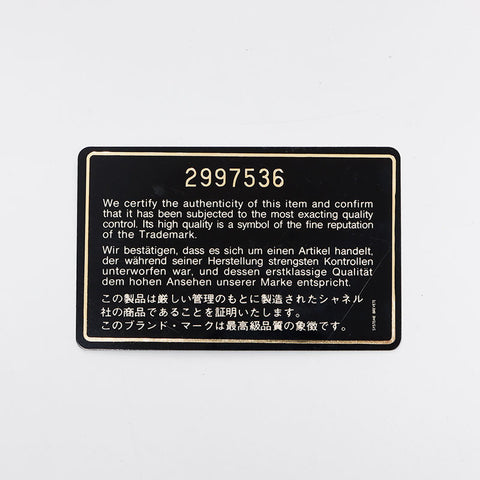 2997536
We certify the authenticity of this item and confirm
that it has been subjected to the most exacting quality
control. Its high quality is a symbol of the fine reputation
of the Trademark.
Wir bestätigen, dass es sich um einen Artikel handelt,
der während seiner Herstellung strengsten Kontrollen
unterworfen war, und dessen erstklassige Qualität
dem hohen Ansehen unserer Marke entspricht.
この製品は厳しい管理のもとに製造されたシャネル
社の商品であることを証明いたします。
このブランド・マークは最高級品質の象徴です。
SYSTEME BREVETE